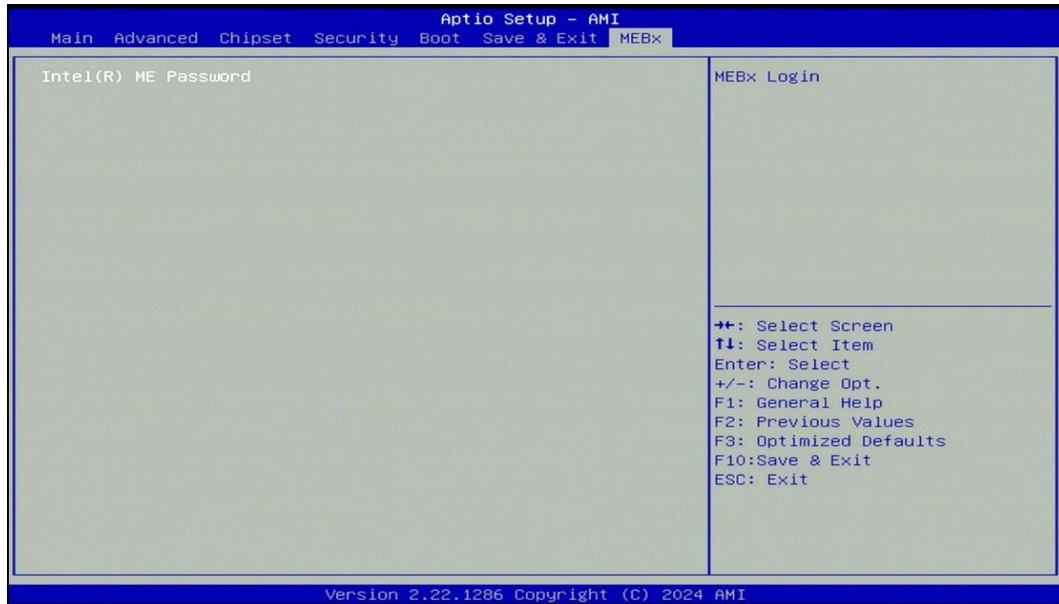 Aptio Setup – AMI
Main Advanced Chipset Security Boot Save & Exit MEBx
Intel(R) ME Password
MEBx Login
→←: Select Screen
↑↓: Select Item
Enter: Select
+/-: Change Opt.
F1: General Help
F2: Previous Values
F3: Optimized Defaults
F10:Save & Exit
ESC: Exit
Version 2.22.1286 Copyright (C) 2024 AMI